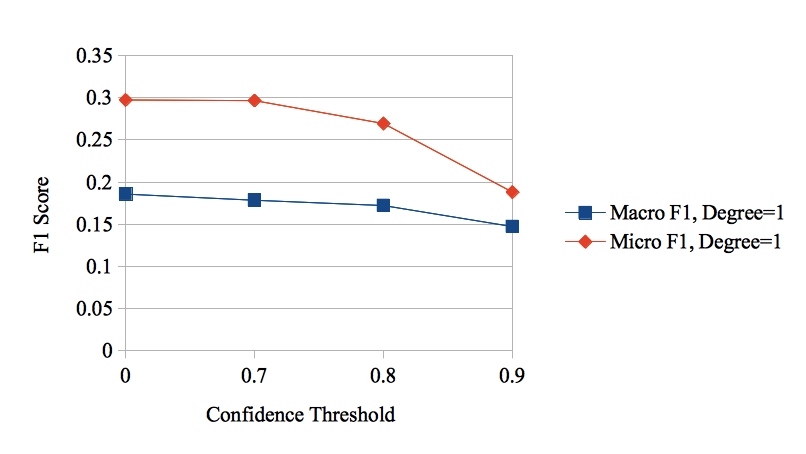 0.35
0.3
0.25
0.2
0.15
0.1
0.05
0
F1 Score
0 0.7 0.8 0.9
Confidence Threshold
Macro F1, Degree=1
Micro F1, Degree=1